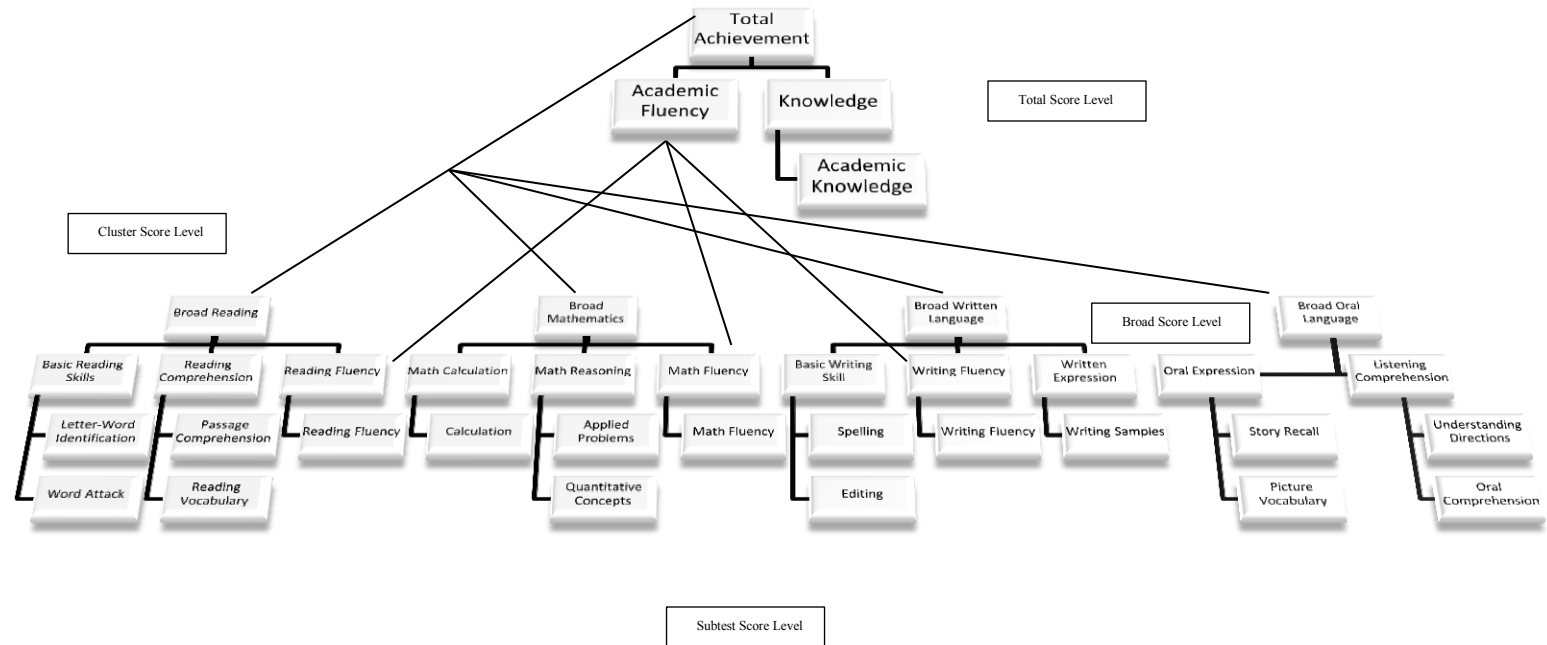 Total
Achievement
Academic
Fluency
Knowledge
Total Score Level
Academic
Knowledge
Cluster Score Level
Broad Reading
Broad
Mathematics
Broad Written
Language
Broad Score Level
Broad Oral
Language
Basic Reading
Skills
Reading
Comprehension
Reading Fluency
Math Calculation
Math Reasoning
Math Fluency
Basic Writing
Skill
Writing Fluency
Written
Expression
Oral Expression
Listening
Comprehension
Letter-Word
Identification
Passage
Comprehension
Reading Fluency
Calculation
Applied
Problems
Math Fluency
Spelling
Writing Fluency
Writing Samples
Story Recall
Understanding
Directions
Word Attack
Reading
Vocabulary
Quantitative
Concepts
Editing
Picture
Vocabulary
Oral
Comprehension
Subtest Score Level